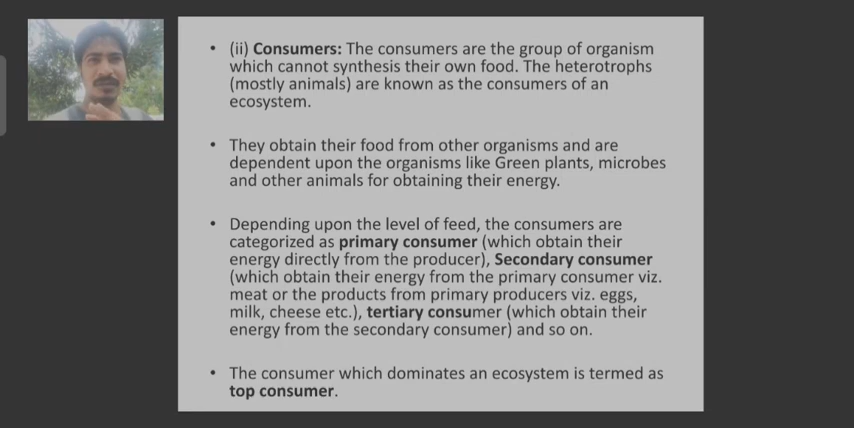 • (ii) Consumers: The consumers are the group of organism
which cannot synthesis their own food. The heterotrophs
(mostly animals) are known as the consumers of an
ecosystem.
• They obtain their food from other organisms and are
dependent upon the organisms like Green plants, microbes
and other animals for obtaining their energy.
• Depending upon the level of feed, the consumers are
categorized as primary consumer (which obtain their
energy directly from the producer), Secondary consumer
(which obtain their energy from the primary consumer viz.
meat or the products from primary producers viz. eggs,
milk, cheese etc.), tertiary consumer (which obtain their
energy from the secondary consumer) and so on.
• The consumer which dominates an ecosystem is termed as
top consumer.